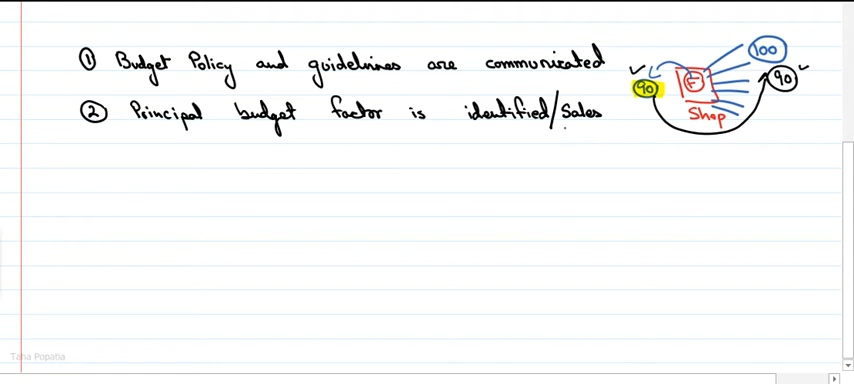 ① Budget Policy and guidelines are communicated
② Principal budget factor is identified/Sales
100
90
F
90
Shop
Taha Popatia